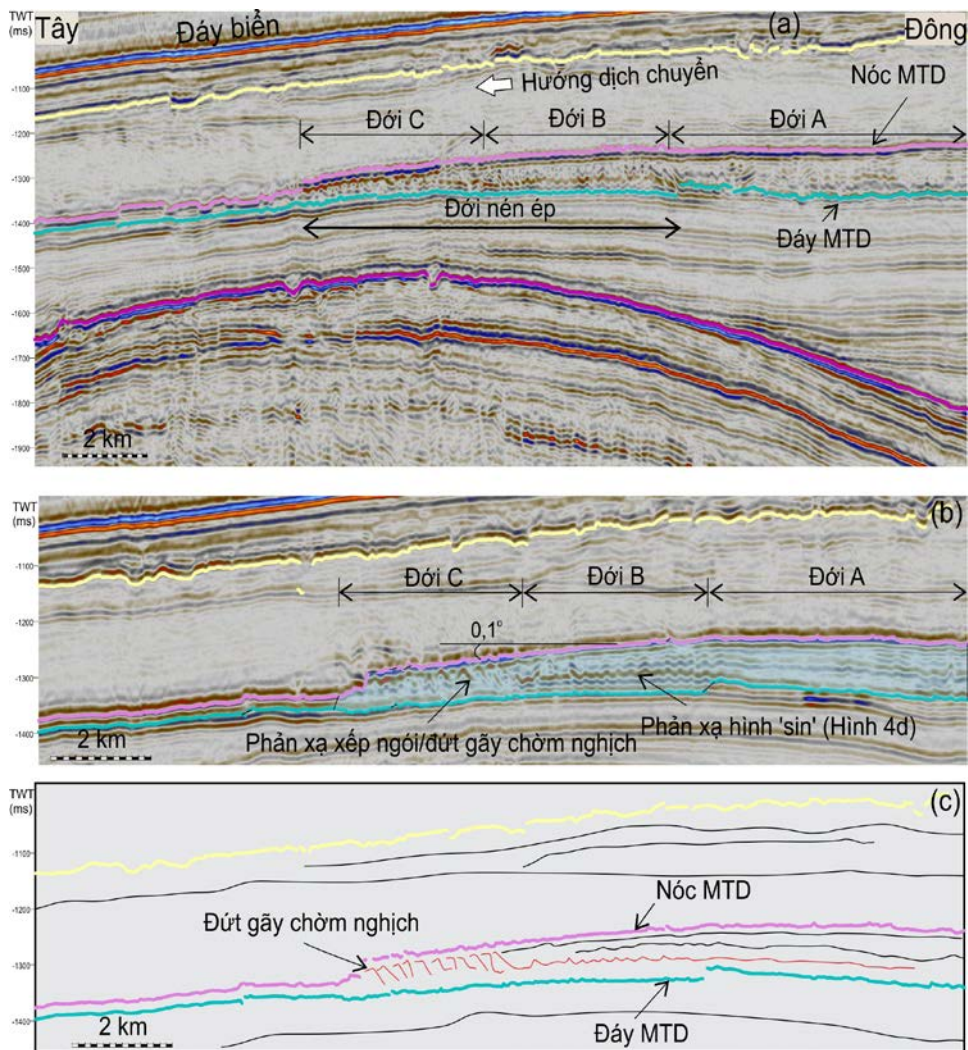 TWT
(ms)
Tây
Đáy biển
(a)
Đông
Hướng dịch chuyển
Nóc MTD
Đới C
Đới B
Đới A
Đới nén ép
Đáy MTD
-1100
-1200
-1300
-1400
-1500
-1600
-1700
-1800
-1900
2 km
TWT
(ms)
(b)
Đới C
Đới B
Đới A
0,1°
-1100
-1200
-1300
-1400
Phản xạ xếp ngói/đứt gãy chờm nghịch
Phản xạ hình 'sin' (Hình 4d)
2 km
TWT
(ms)
(c)
-1100
-1200
-1300
-1400
Nóc MTD
Đứt gãy chờm nghịch
Đáy MTD
2 km